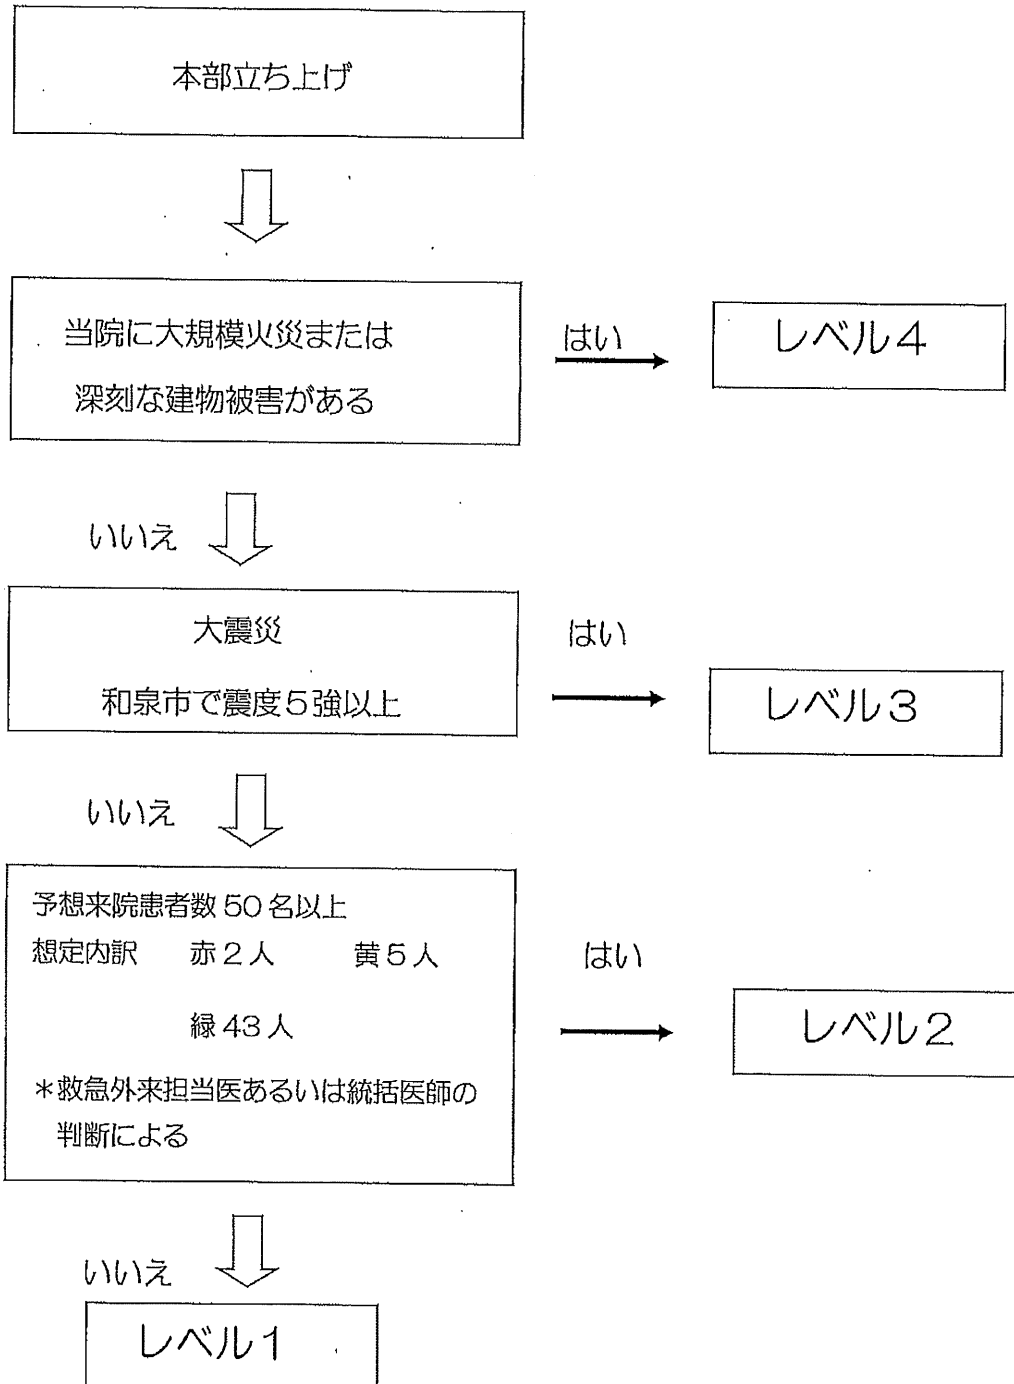 本部立ち上げ
当院に大規模火災または
深刻な建物被害がある
はい
レベル4
いいえ
大震災
和泉市で震度5強以上
はい
レベル3
いいえ
予想来院患者数50名以上
想定内訳 赤2人 黄5人
緑43人
*救急外来担当医あるいは統括医師の
判断による
はい
レベル2
いいえ
レベル1